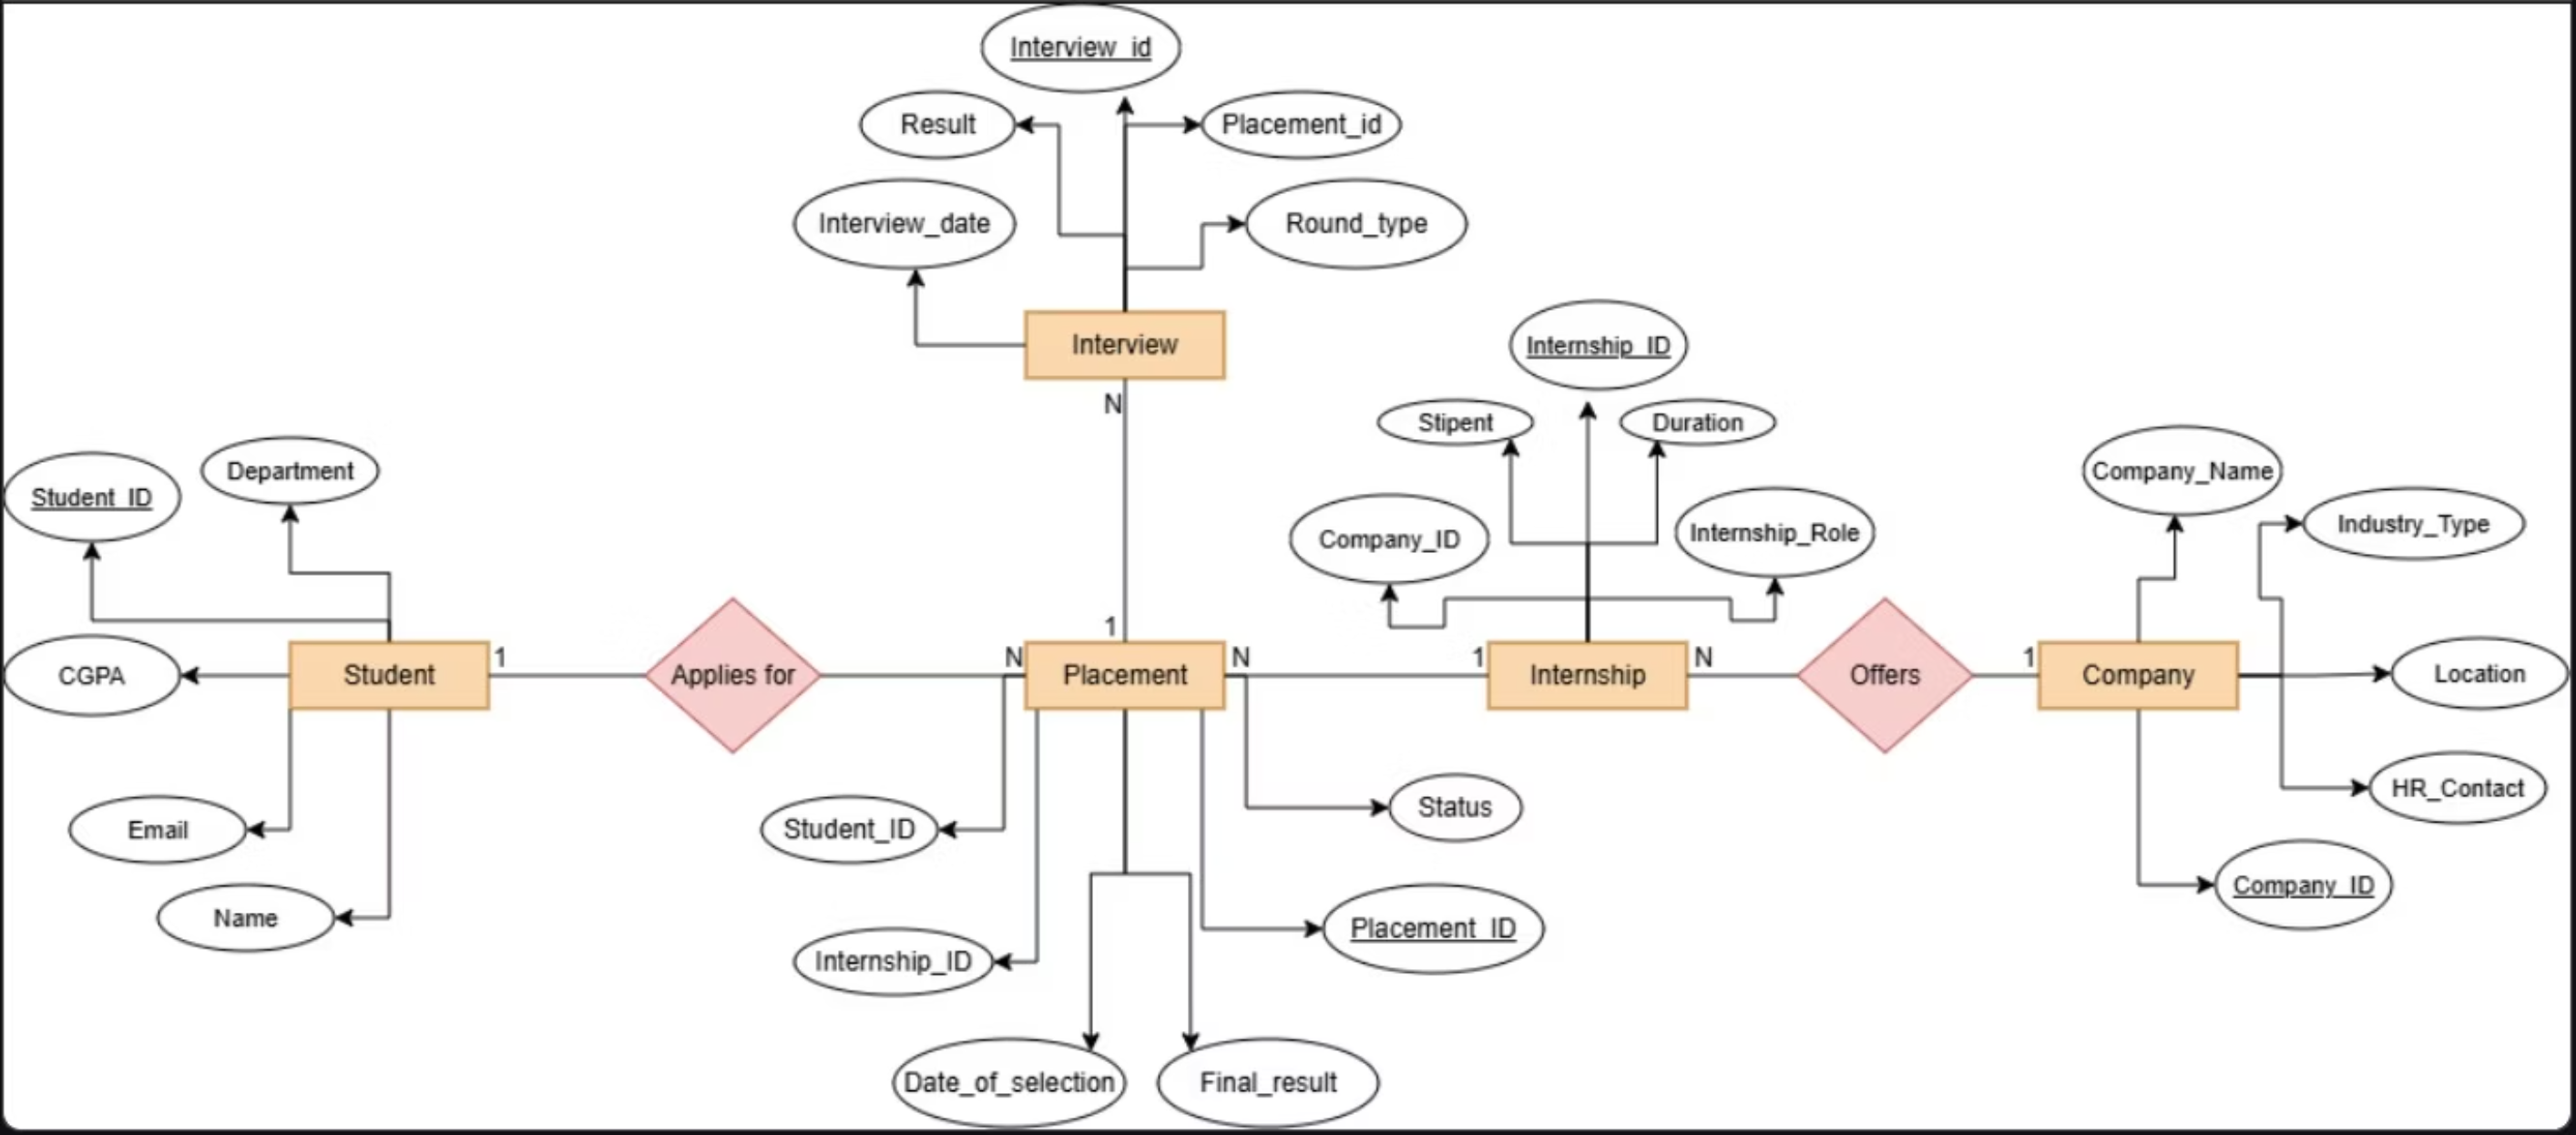 Interview_id
Result
Placement_id
Interview_date
Round_type
Interview
N
Internship_ID
Stipent
Duration
Company_ID
Internship_Role
Student_ID
Department
Company_Name
Industry_Type
1
Student
1
Applies for
N
Placement
N
1
Internship
N
Offers
1
Company
CGPA
Location
Email
Name
Student_ID
Status
HR_Contact
Internship_ID
Placement_ID
Company_ID
Date_of_selection
Final_result